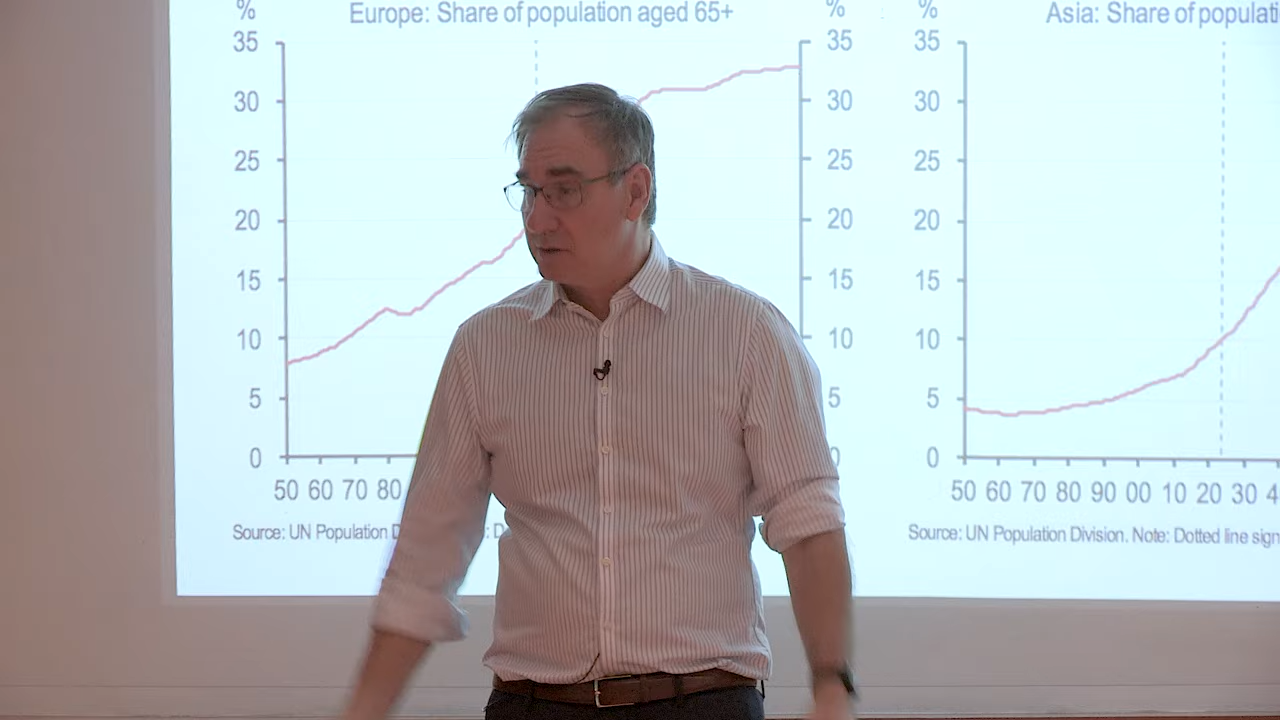 % Europe: Share of population aged 65+ %
35 35
30 30
25 25
20 20
15 15
10 10
5 5
0 0
50 60 70 80
Source: UN Population
% Asia: Share of
35
30
25
20
15
10
5
0
50 60 70 80 90 00 10 20 30
Source: UN Population Division. Note: Dotted line